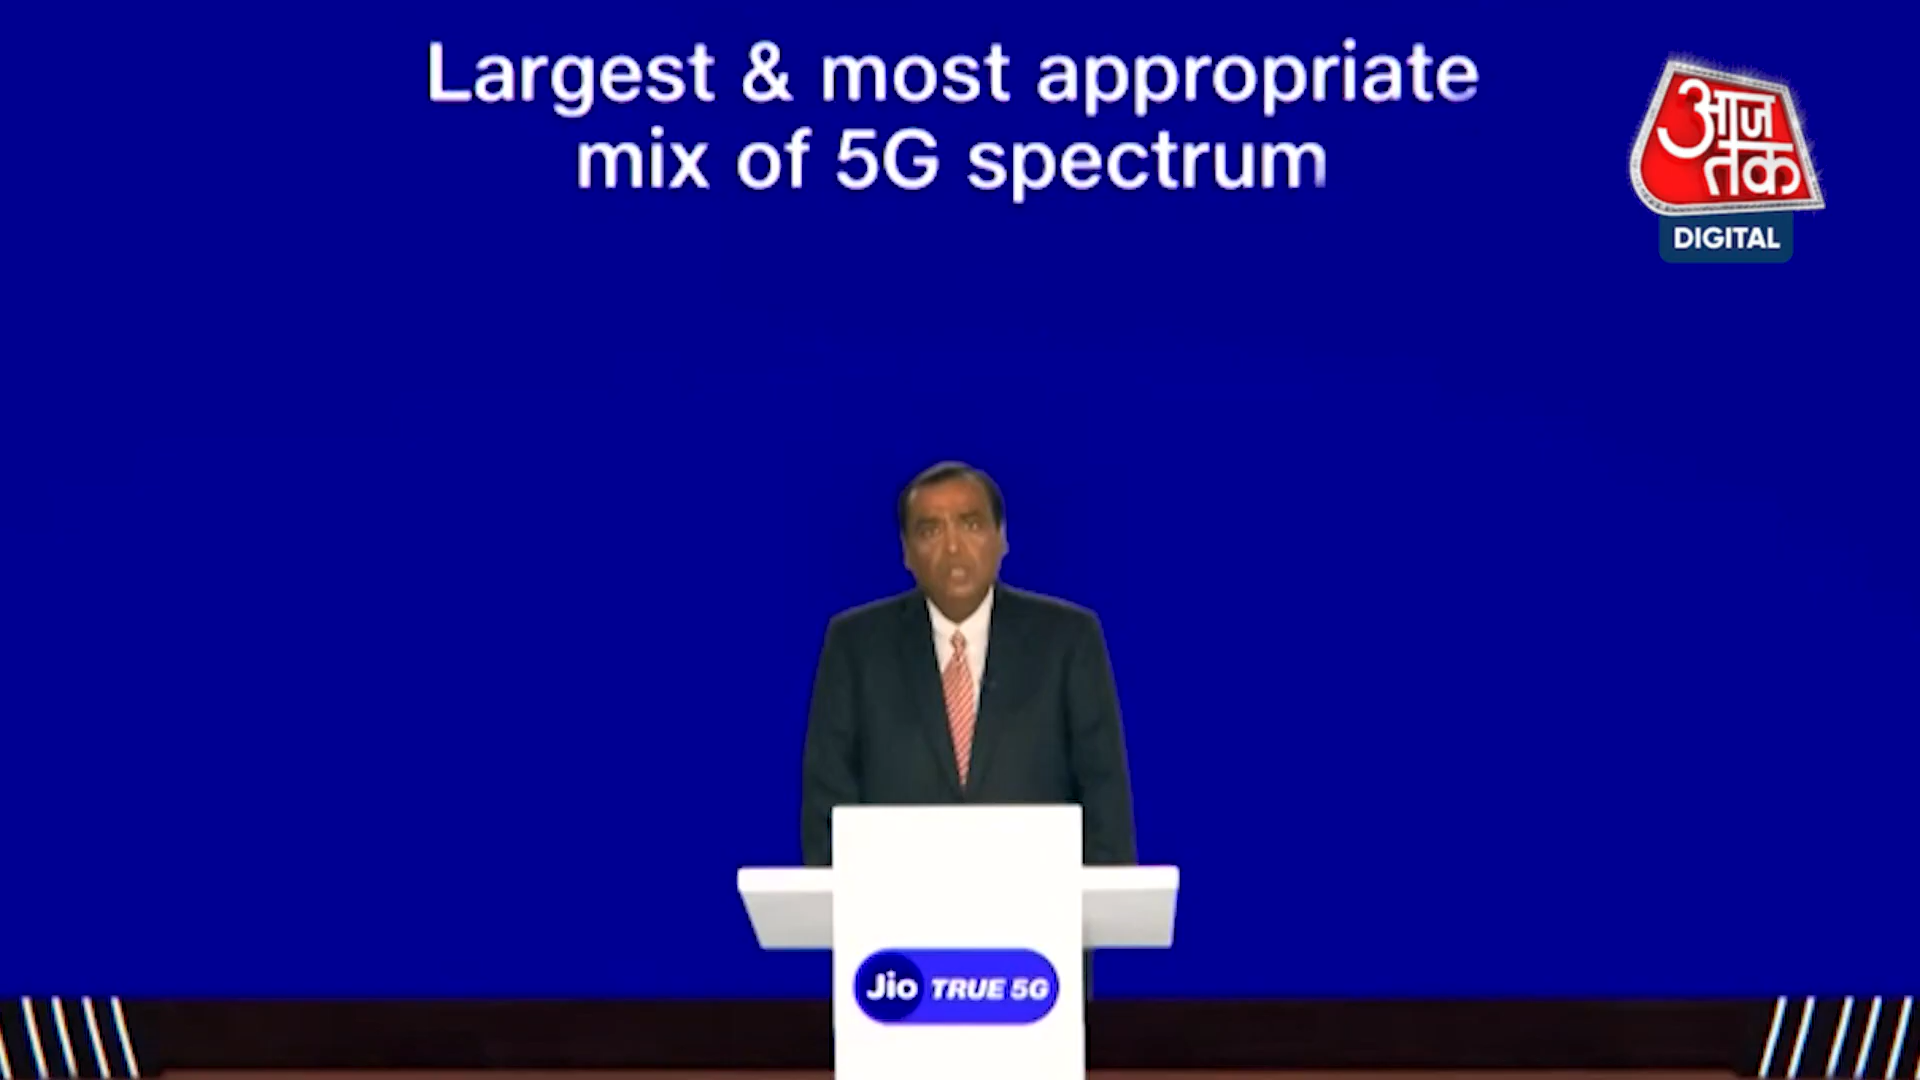 Largest & most appropriate
mix of 5G spectrum
आज
तक
DIGITAL
Jio TRUE 5G